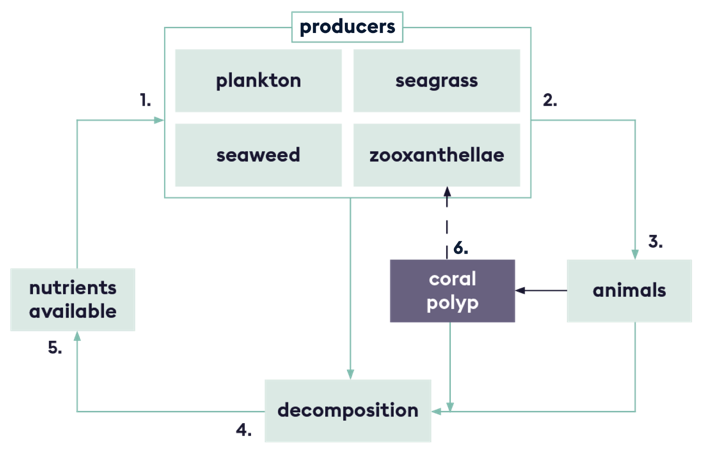 producers
plankton
seagrass
1.
2.
seaweed
zooxanthellae
3.
6.
nutrients
available
coral
polyp
animals
5.
decomposition
4.